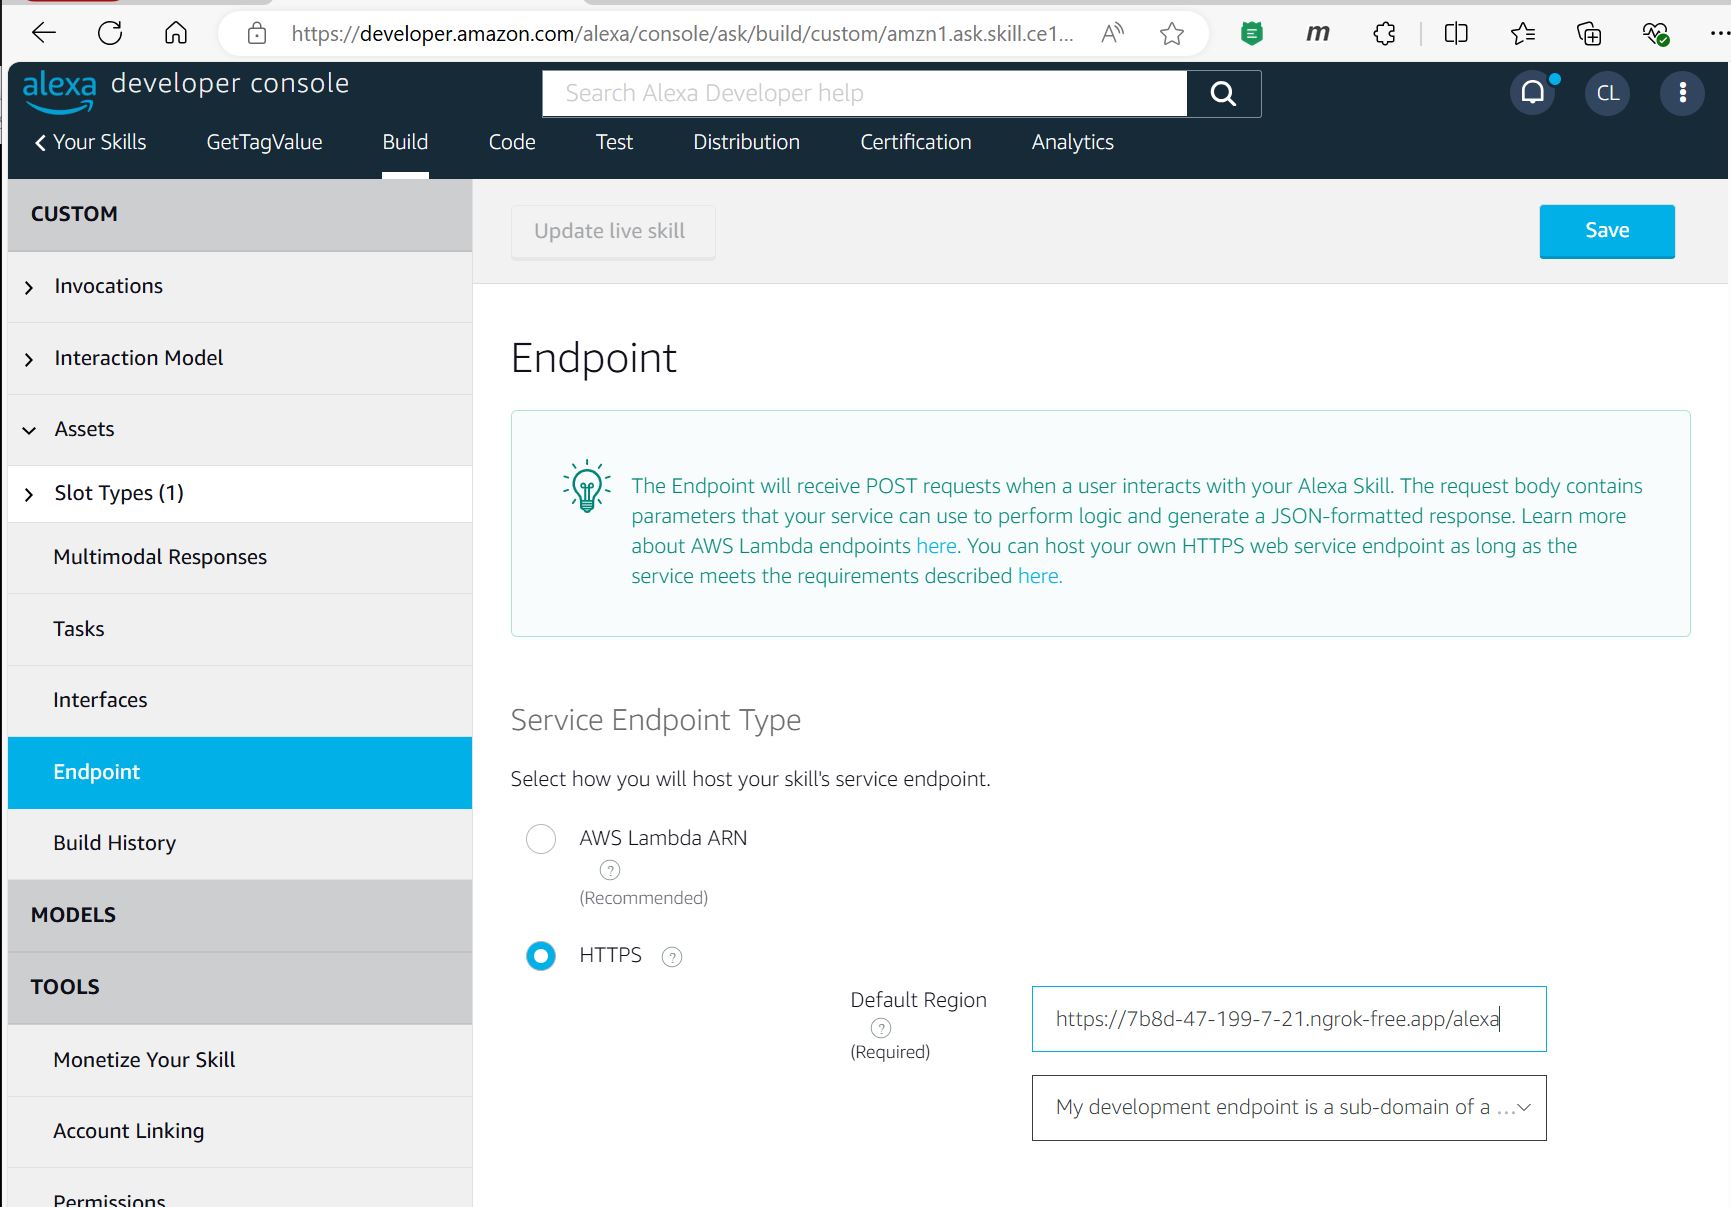 https://developer.amazon.com/alexa/console/ask/build/custom/amzn1.ask.skill.ce1...
alexa developer console
Search Alexa Developer help
CL
Your Skills GetTagValue Build Code Test Distribution Certification Analytics
CUSTOM
Update live skill
Save
Invocations
Interaction Model
Assets
Slot Types (1)
Multimodal Responses
Tasks
Interfaces
Endpoint
Build History
MODELS
TOOLS
Monetize Your Skill
Account Linking
Permissions
Endpoint
The Endpoint will receive POST requests when a user interacts with your Alexa Skill. The request body contains
parameters that your service can use to perform logic and generate a JSON-formatted response. Learn more
about AWS Lambda endpoints here. You can host your own HTTPS web service endpoint as long as the
service meets the requirements described here.
Service Endpoint Type
Select how you will host your skill's service endpoint.
AWS Lambda ARN
(Recommended)
HTTPS
Default Region
(Required)
https://7b8d-47-199-7-21.ngrok-free.app/alexa
My development endpoint is a sub-domain of a ...